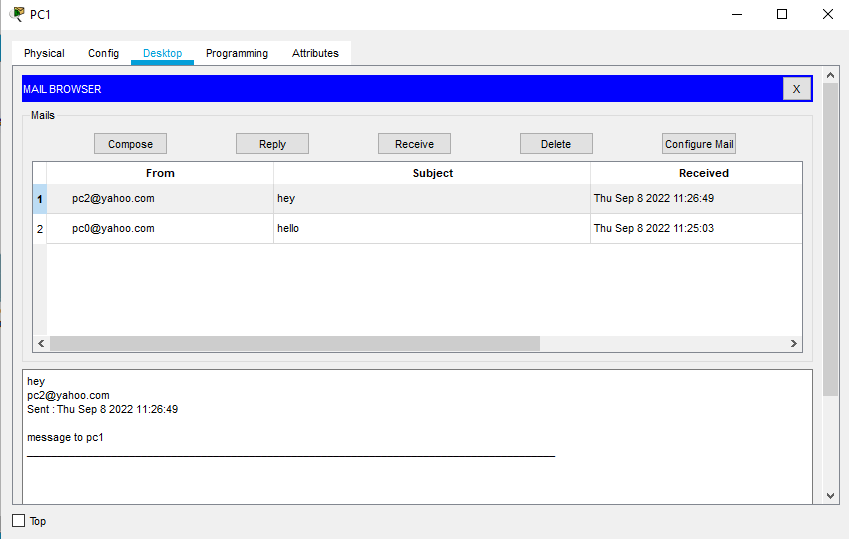 PC1
Physical Config Desktop Programming Attributes
MAIL BROWSER X
Mails
Compose Reply Receive Delete Configure Mail
From Subject Received
1 pc2@yahoo.com hey Thu Sep 8 2022 11:26:49
2 pc0@yahoo.com hello Thu Sep 8 2022 11:25:03
hey
pc2@yahoo.com
Sent : Thu Sep 8 2022 11:26:49
message to pc1
Top